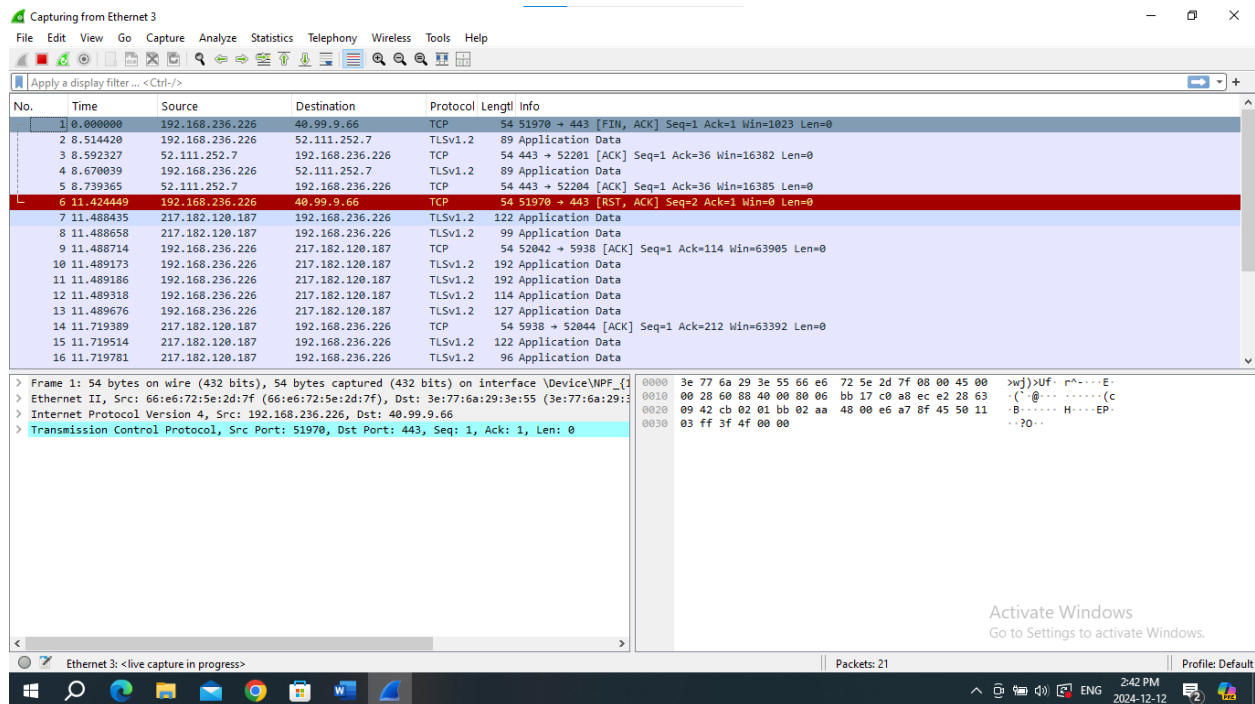 Capturing from Ethernet 3
File Edit View Go Capture Analyze Statistics Telephony Wireless Tools Help
Apply a display filter ... <Ctrl-/>
No. Time Source Destination Protocol Lengtl Info
1 0.000000 192.168.236.226 40.99.9.66 TCP 54 51970 → 443 [FIN, ACK] Seq=1 Ack=1 Win=1023 Len=0
2 8.514420 192.168.236.226 52.111.252.7 TLSv1.2 89 Application Data
3 8.592327 52.111.252.7 192.168.236.226 TCP 54 443 → 52201 [ACK] Seq=1 Ack=36 Win=16382 Len=0
4 8.670039 192.168.236.226 52.111.252.7 TLSv1.2 89 Application Data
5 8.739365 52.111.252.7 192.168.236.226 TCP 54 443 → 52204 [ACK] Seq=1 Ack=36 Win=16385 Len=0
6 11.424449 192.168.236.226 40.99.9.66 TCP 54 51970 → 443 [RST, ACK] Seq=2 Ack=1 Win=0 Len=0
7 11.488435 217.182.120.187 192.168.236.226 TLSv1.2 122 Application Data
8 11.488658 217.182.120.187 192.168.236.226 TLSv1.2 99 Application Data
9 11.488714 192.168.236.226 217.182.120.187 TCP 54 52042 → 5938 [ACK] Seq=1 Ack=114 Win=63905 Len=0
10 11.489173 192.168.236.226 217.182.120.187 TLSv1.2 192 Application Data
11 11.489186 192.168.236.226 217.182.120.187 TLSv1.2 192 Application Data
12 11.489318 192.168.236.226 217.182.120.187 TLSv1.2 114 Application Data
13 11.489676 192.168.236.226 217.182.120.187 TLSv1.2 127 Application Data
14 11.719389 217.182.120.187 192.168.236.226 TCP 54 5938 → 52044 [ACK] Seq=1 Ack=212 Win=63392 Len=0
15 11.719514 217.182.120.187 192.168.236.226 TLSv1.2 122 Application Data
16 11.719781 217.182.120.187 192.168.236.226 TLSv1.2 96 Application Data
> Frame 1: 54 bytes on wire (432 bits), 54 bytes captured (432 bits) on interface \Device\NPF_{1
> Ethernet II, Src: 66:e6:72:5e:2d:7f (66:e6:72:5e:2d:7f), Dst: 3e:77:6a:29:3e:55 (3e:77:6a:29:3
> Internet Protocol Version 4, Src: 192.168.236.226, Dst: 40.99.9.66
> Transmission Control Protocol, Src Port: 51970, Dst Port: 443, Seq: 1, Ack: 1, Len: 0
0000 3e 77 6a 29 3e 55 66 e6 72 5e 2d 7f 08 00 45 00 >wj)>Uf· r^-···E·
0010 00 28 60 88 40 00 80 06 bb 17 c0 a8 ec e2 28 63 ·(`·@··· ······(c
0020 09 42 cb 02 01 bb 02 aa 48 00 e6 a7 8f 45 50 11 ·B······ H····EP·
0030 03 ff 3f 4f 00 00 ··?O··
Activate Windows
Go to Settings to activate Windows.
Ethernet 3: <live capture in progress> Packets: 21 Profile: Default
ENG 2:42 PM
2024-12-12
2
PRE